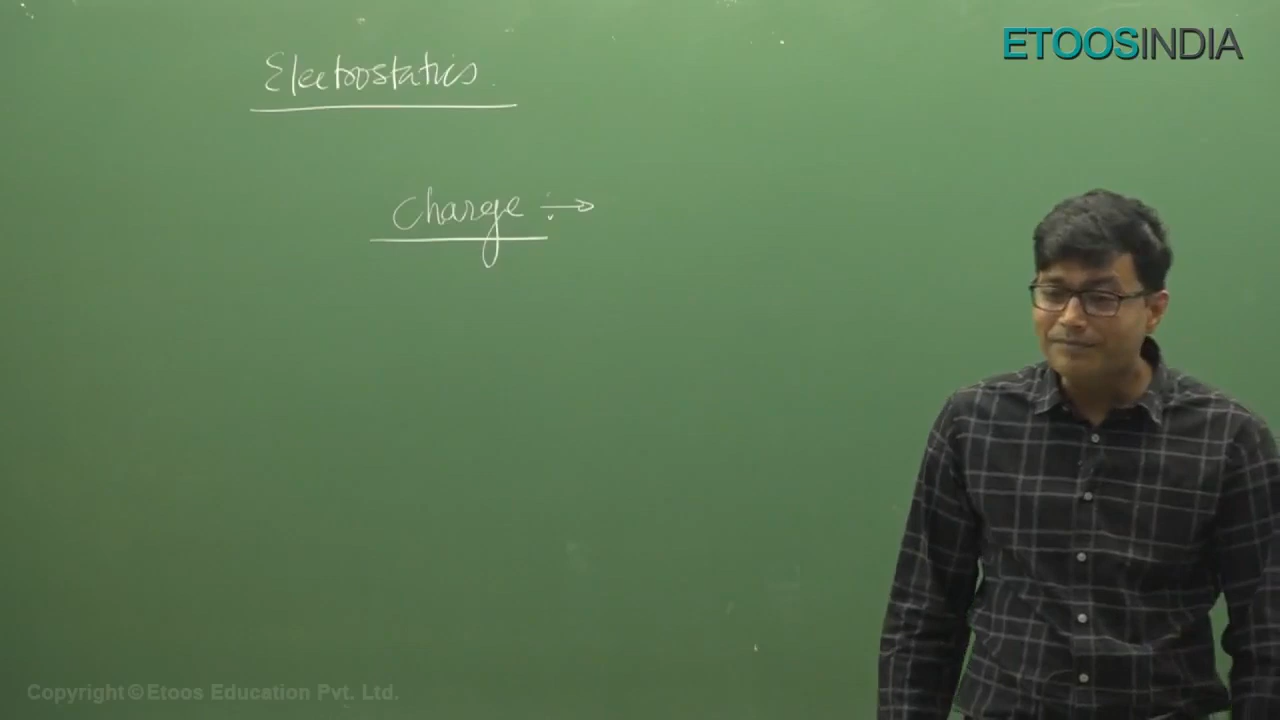 ETOOSINDIA
Electrostatics.
Charge :→
Copyright © Etoos Education Pvt. Ltd.